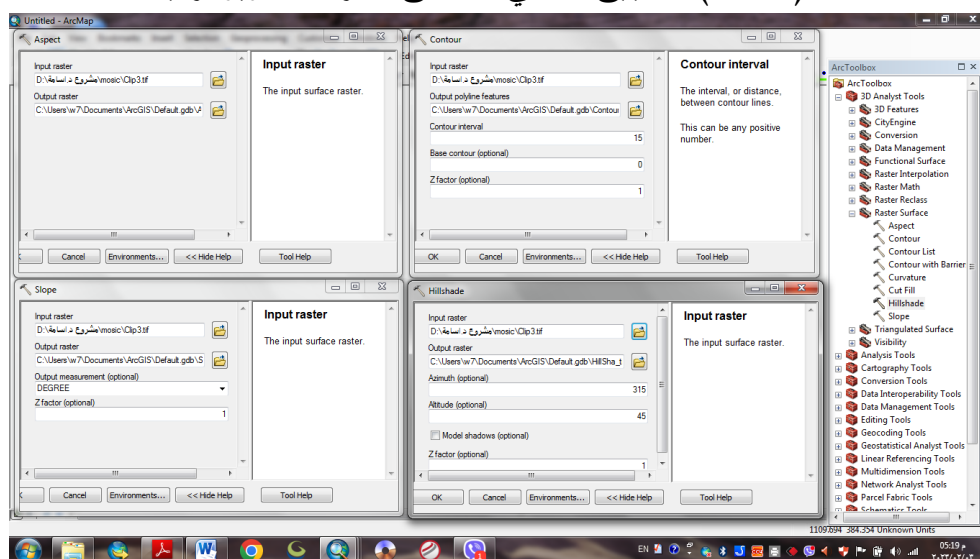 Untitled - ArcMap
Aspect
Input raster
D:\مشروع د.اسامة\mosic\Clip3.tif
Output raster
C:\Users\w7\Documents\ArcGIS\Default.gdb\A
Input raster
The input surface raster.
Cancel
Environments...
<< Hide Help
Tool Help
Contour
Input raster
D:\مشروع د.اسامة\mosic\Clip3.tif
Output polyline features
C:\Users\w7\Documents\ArcGIS\Default.gdb\Contour
Contour interval
15
Base contour (optional)
0
Z factor (optional)
1
Contour interval
The interval, or distance,
between contour lines.
This can be any positive
number.
OK
Cancel
Environments...
<< Hide Help
Tool Help
Slope
Input raster
D:\مشروع د.اسامة\mosic\Clip3.tif
Output raster
C:\Users\w7\Documents\ArcGIS\Default.gdb\S
Output measurement (optional)
DEGREE
Z factor (optional)
1
Input raster
The input surface raster.
Cancel
Environments...
<< Hide Help
Tool Help
Hillshade
Input raster
D:\مشروع د.اسامة\mosic\Clip3.tif
Output raster
C:\Users\w7\Documents\ArcGIS\Default.gdb\HillSha_t
Azimuth (optional)
315
Altitude (optional)
45
Model shadows (optional)
Z factor (optional)
1
Input raster
The input surface raster.
OK
Cancel
Environments...
<< Hide Help
Tool Help
ArcToolbox
ArcToolbox
3D Analyst Tools
3D Features
CityEngine
Conversion
Data Management
Functional Surface
Raster Interpolation
Raster Math
Raster Reclass
Raster Surface
Aspect
Contour
Contour List
Contour with Barrier
Curvature
Cut Fill
Hillshade
Slope
Triangulated Surface
Visibility
Analysis Tools
Cartography Tools
Conversion Tools
Data Interoperability Tools
Data Management Tools
Editing Tools
Geocoding Tools
Geostatistical Analyst Tools
Linear Referencing Tools
Multidimension Tools
Network Analyst Tools
Parcel Fabric Tools
Schematics Tools
1109.694 384.354 Unknown Units
EN
05:19 م